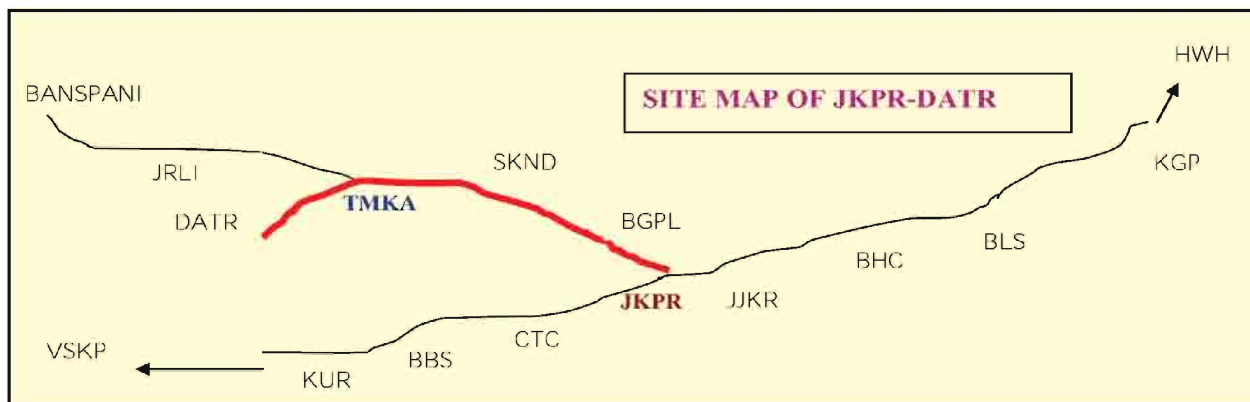 HWH
SITE MAP OF JKPR-DATR
BANSPANI
SKND
KGP
JRLI
TMKA
DATR
BGPL
BLS
BHC
JKPR
JJKR
CTC
VSKP
BBS
KUR